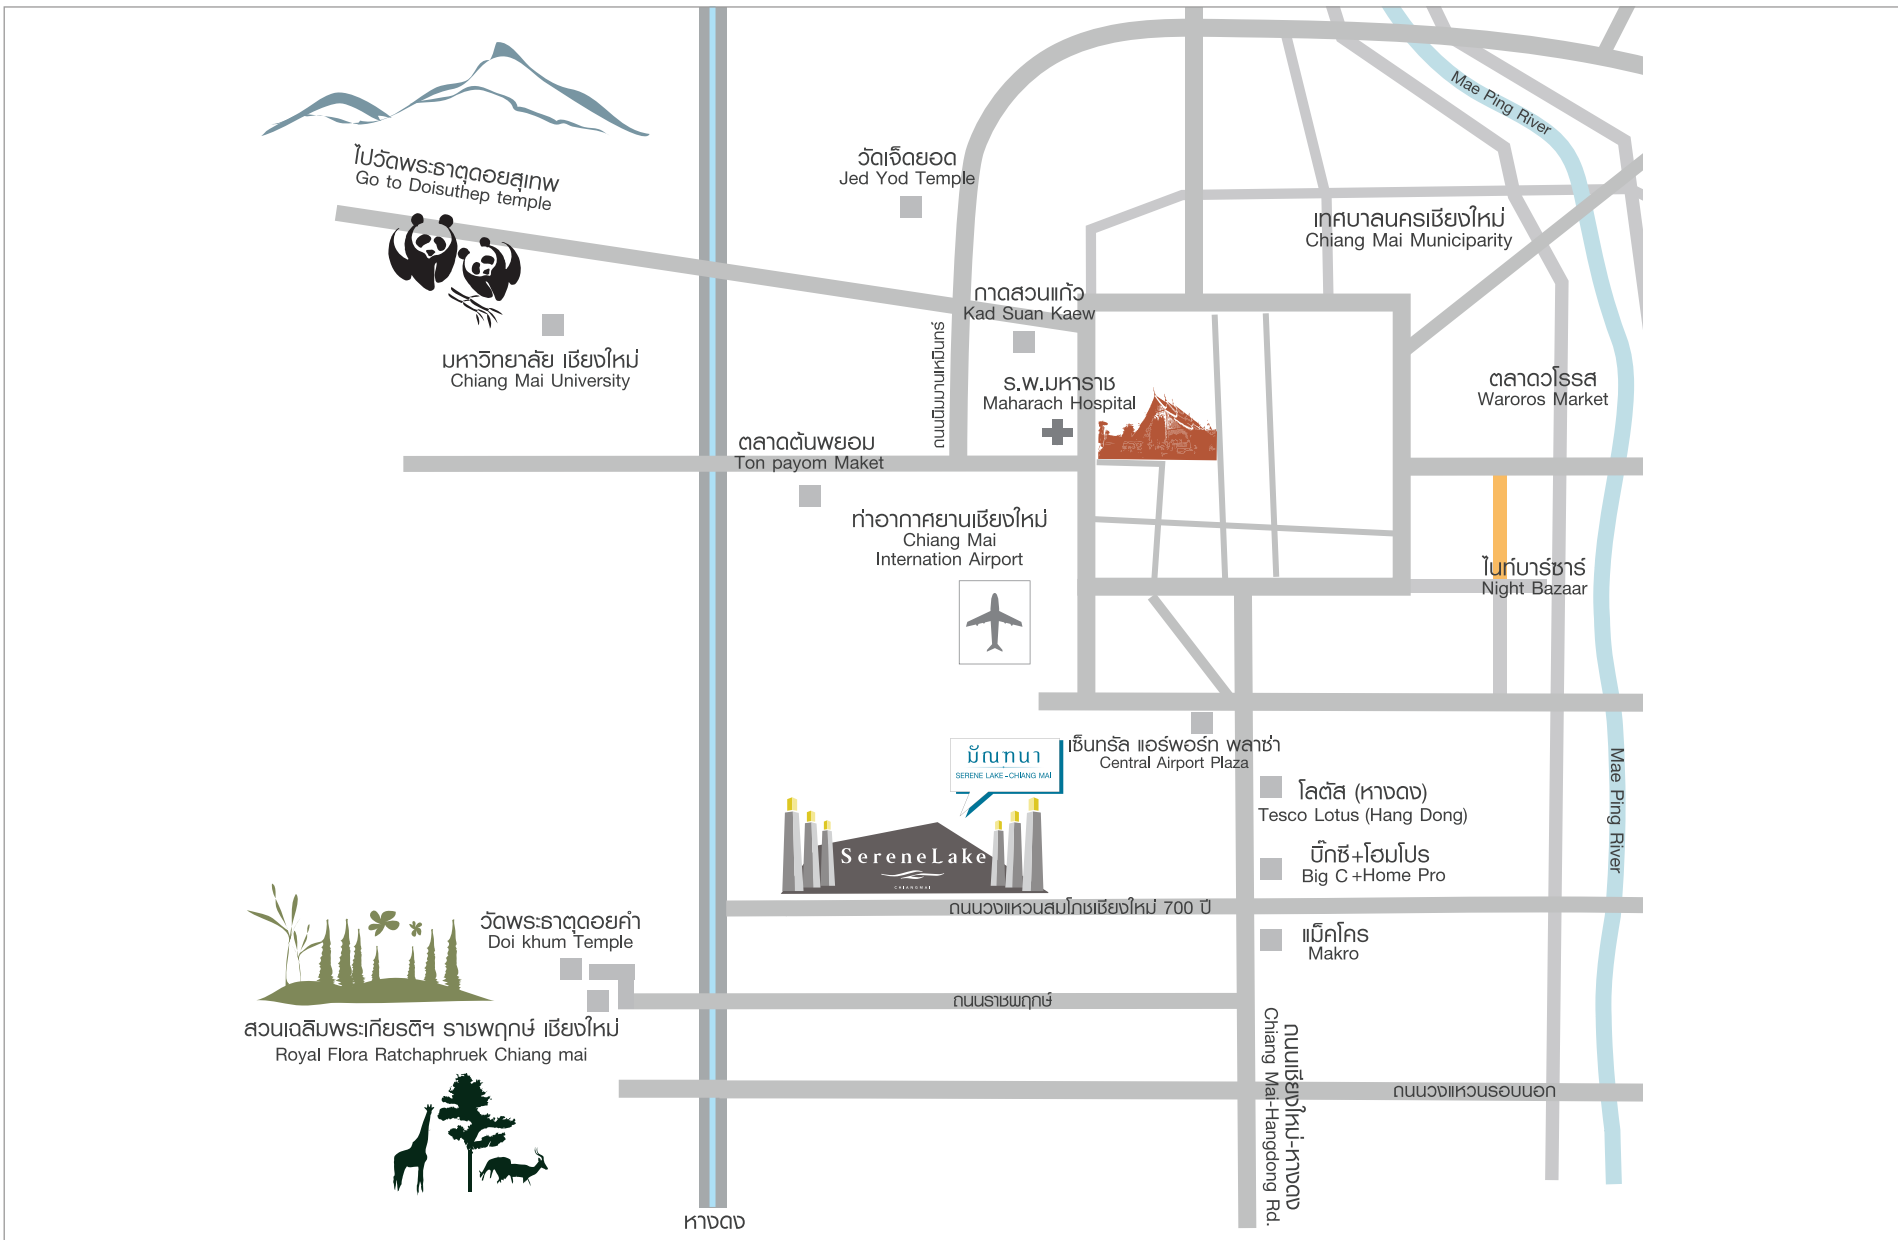 Mae Ping River
ไปวัดพระธาตุดอยสุเทพ
Go to Doisuthep temple
วัดเจ็ดยอด
Jed Yod Temple
เทศบาลนครเชียงใหม่
Chiang Mai Municiparity
กาดสวนแก้ว
Kad Suan Kaew
ถนนนิมมานเหมินทร์
มหาวิทยาลัย เชียงใหม่
Chiang Mai University
ร.พ.มหาราช
Maharach Hospital
ตลาดวโรรส
Waroros Market
ตลาดต้นพยอม
Ton payom Maket
ท่าอากาศยานเชียงใหม่
Chiang Mai
Internation Airport
ไนท์บาร์ซาร์
Night Bazaar
มัณฑนา
SERENE LAKE - CHIANG MAI
เซ็นทรัล แอร์พอร์ท พลาซ่า
Central Airport Plaza
Mae Ping River
โลตัส (หางดง)
Tesco Lotus (Hang Dong)
SereneLake
CHIANGMAI
บิ๊กซี+โฮมโปร
Big C+Home Pro
ถนนวงแหวนสมโภชเชียงใหม่ 700 ปี
วัดพระธาตุดอยคำ
Doi khum Temple
แม็คโคร
Makro
ถนนราชพฤกษ์
สวนเฉลิมพระเกียรติฯ ราชพฤกษ์ เชียงใหม่
Royal Flora Ratchaphruek Chiang mai
ถนนเชียงใหม่-หางดง
Chiang Mai-Hangdong Rd.
ถนนวงแหวนรอบนอก
หางดง